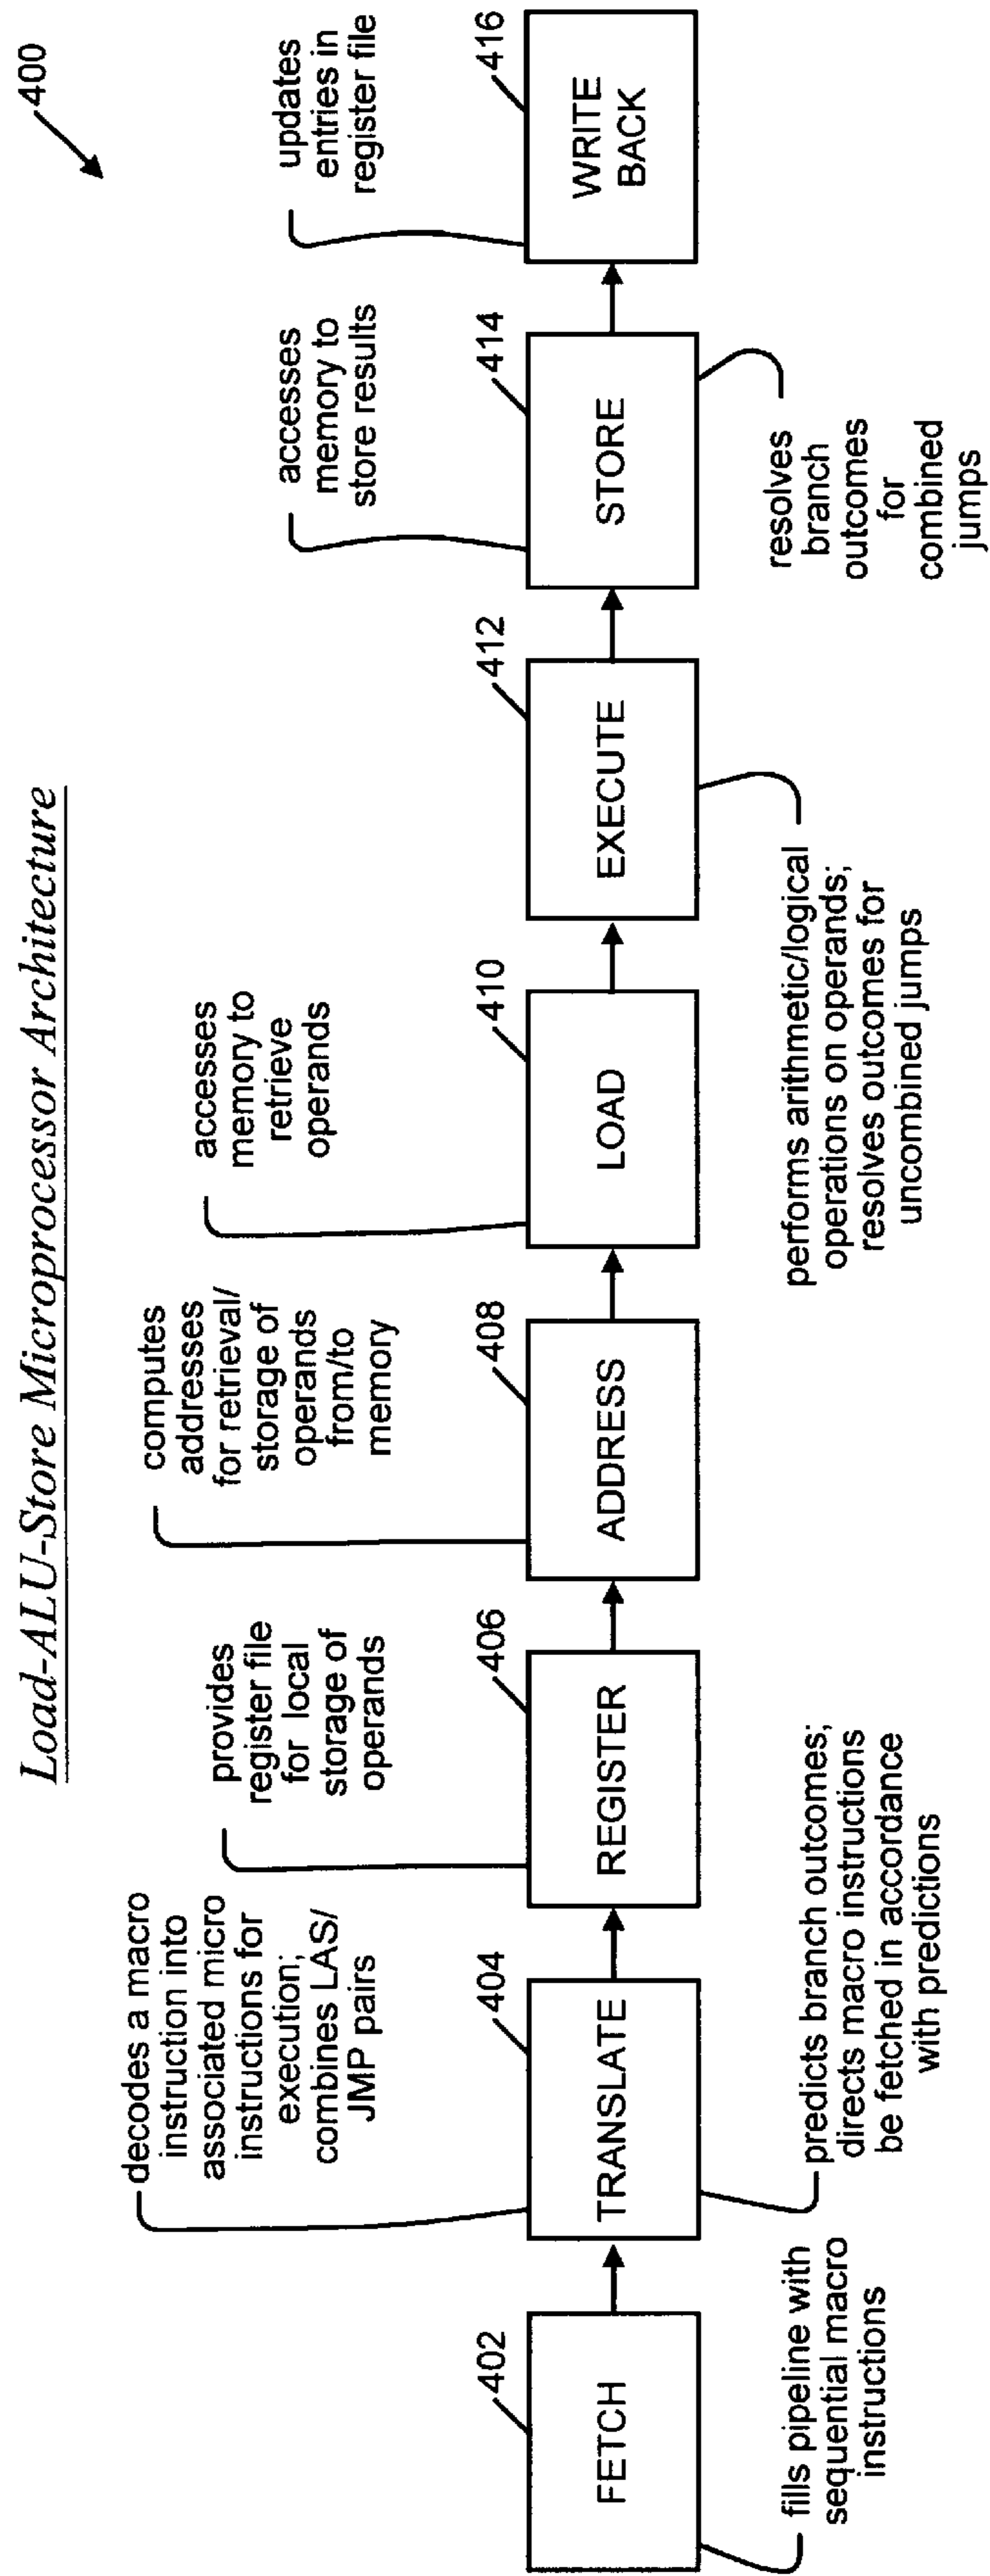 Load-ALU-Store Microprocessor Architecture
400
decodes a macro
instruction into
associated micro
instructions for
execution;
combines LAS/
JMP pairs
provides
register file
for local
storage of
operands
computes
addresses
for retrieval/
storage of
operands
from/to
memory
accesses
memory to
retrieve
operands
accesses
memory to
store results
updates
entries in
register file
402
404
406
408
410
412
414
416
FETCH
TRANSLATE
REGISTER
ADDRESS
LOAD
EXECUTE
STORE
WRITE
BACK
fills pipeline with
sequential macro
instructions
predicts branch outcomes;
directs macro instructions
be fetched in accordance
with predictions
performs arithmetic/logical
operations on operands;
resolves outcomes for
uncombined jumps
resolves
branch
outcomes
for
combined
jumps